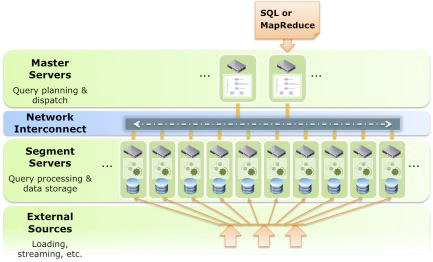 SQL or
MapReduce
Master
Servers
Query planning &
dispatch
...
...
Network
Interconnect
Segment
Servers
Query processing &
data storage
...
...
External
Sources
Loading,
streaming, etc.